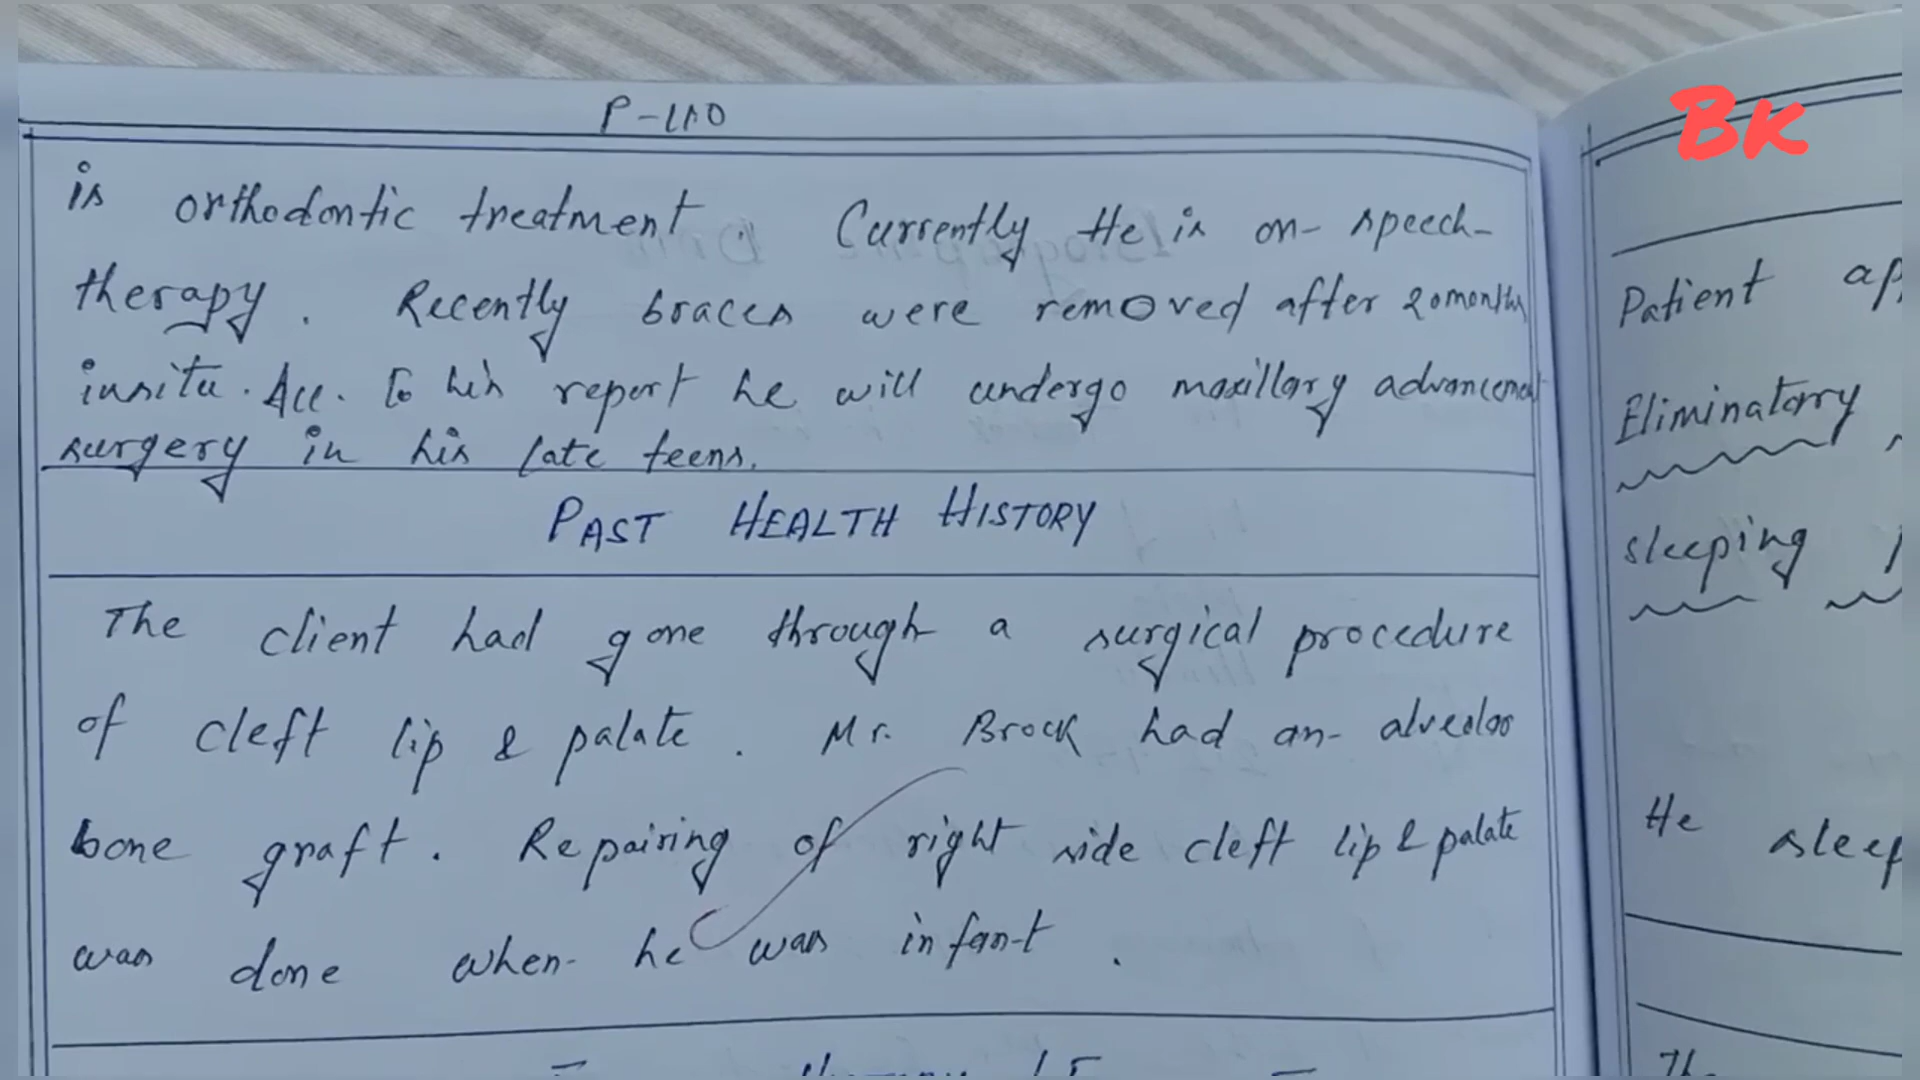 is orthodontic treatment. Currently He is on speech
therapy. Recently braces were removed after 20 months
insitu. Acc. to his report he will undergo maxillary advancement
surgery in his late teens.
PAST HEALTH HISTORY
The client had gone through a surgical procedure
of cleft lip & palate. Mr. Brock had an alveolar
bone graft. Repairing of right side cleft lip & palate
was done when he was infant.
BK
Patient
Eliminatory
sleeping
He